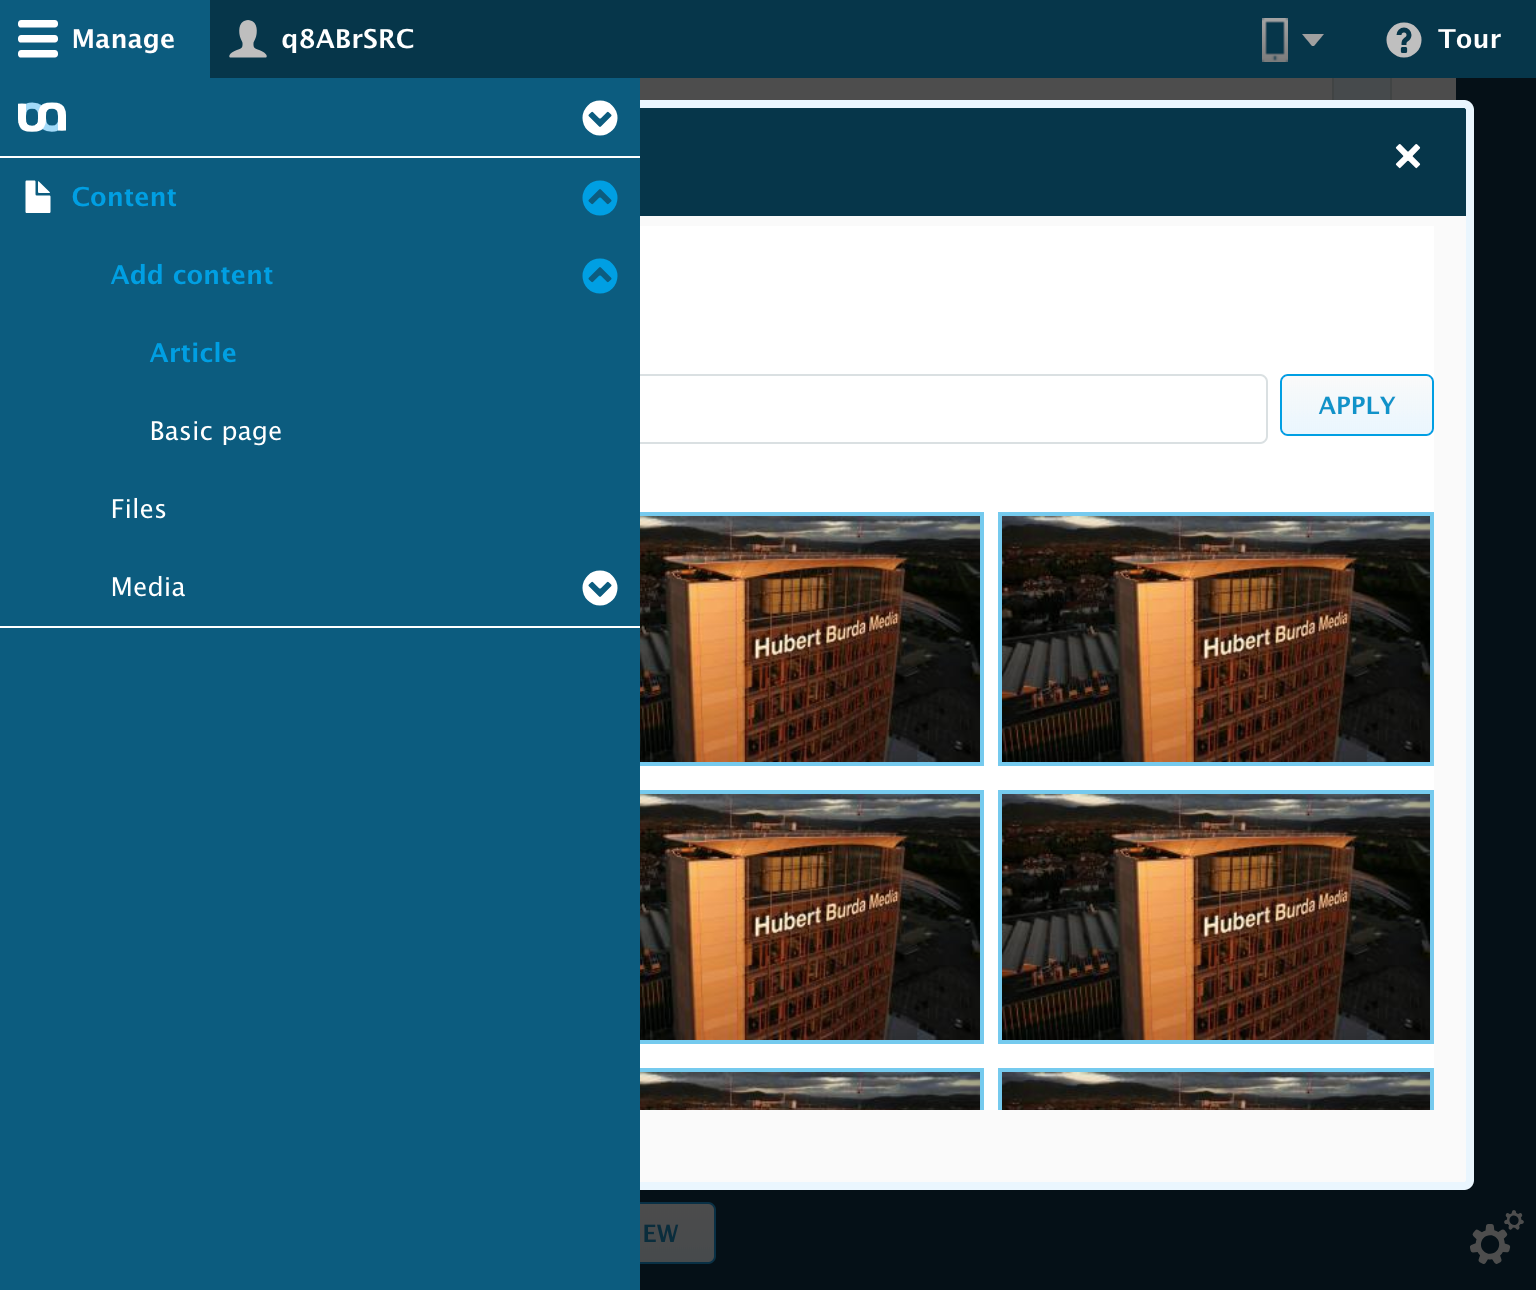 Manage
q8ABrSRC
Tour
Content
Add content
Article
Basic page
Files
Media
APPLY
Hubert Burda Media
Hubert Burda Media
Hubert Burda Media
Hubert Burda Media
EW